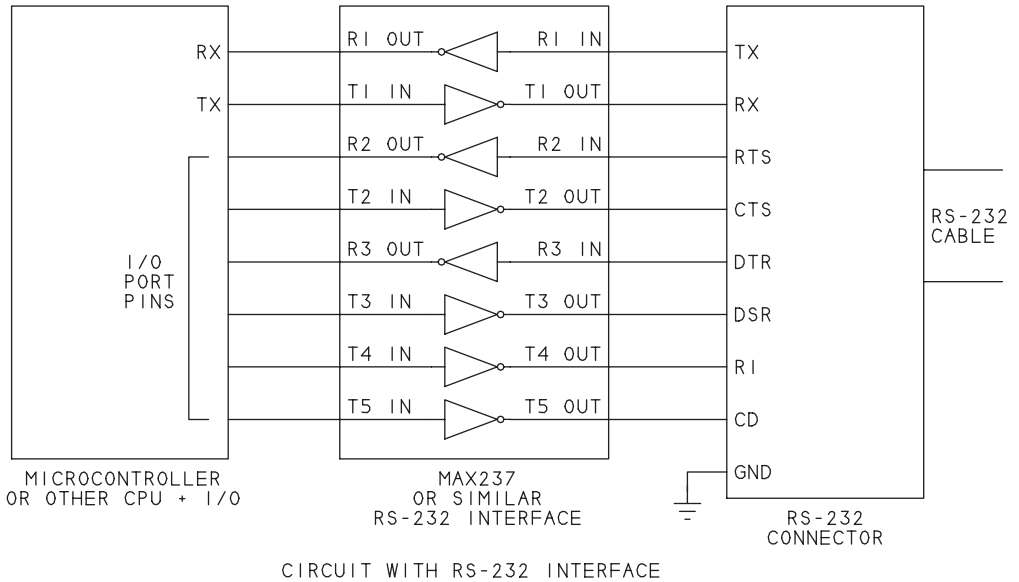 RX R1 OUT R1 IN TX
TX T1 IN T1 OUT RX
R2 OUT R2 IN RTS
T2 IN T2 OUT CTS
RS-232
CABLE
R3 OUT R3 IN DTR
I/O
PORT
PINS
T3 IN T3 OUT DSR
T4 IN T4 OUT RI
T5 IN T5 OUT CD
GND
MICROCONTROLLER
OR OTHER CPU + I/O
MAX237
OR SIMILAR
RS-232 INTERFACE
RS-232
CONNECTOR
CIRCUIT WITH RS-232 INTERFACE